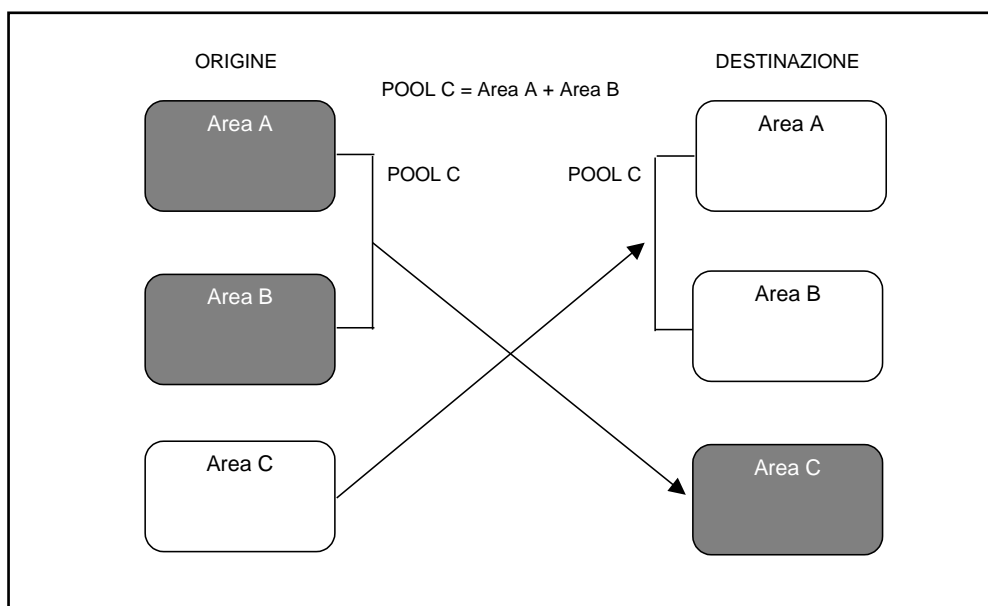 ORIGINE
DESTINAZIONE
POOL C = Area A + Area B
Area A
Area A
POOL C
POOL C
Area B
Area B
Area C
Area C